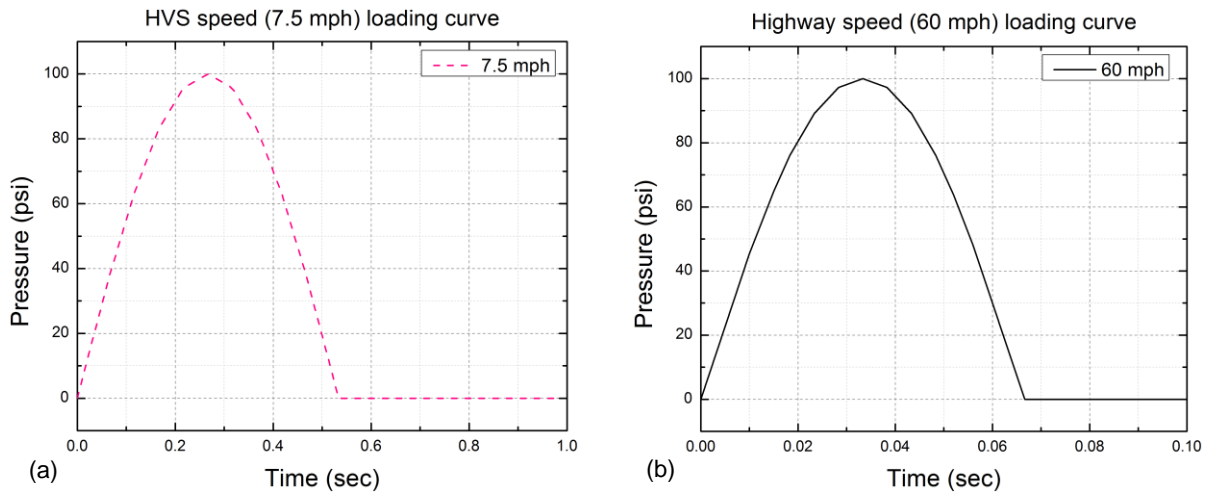 HVS speed (7.5 mph) loading curve
7.5 mph
Pressure (psi)
100
80
60
40
20
0
0.0 0.2 0.4 0.6 0.8 1.0
Time (sec)
(a)
Highway speed (60 mph) loading curve
60 mph
Pressure (psi)
100
80
60
40
20
0
0.00 0.02 0.04 0.06 0.08 0.10
Time (sec)
(b)